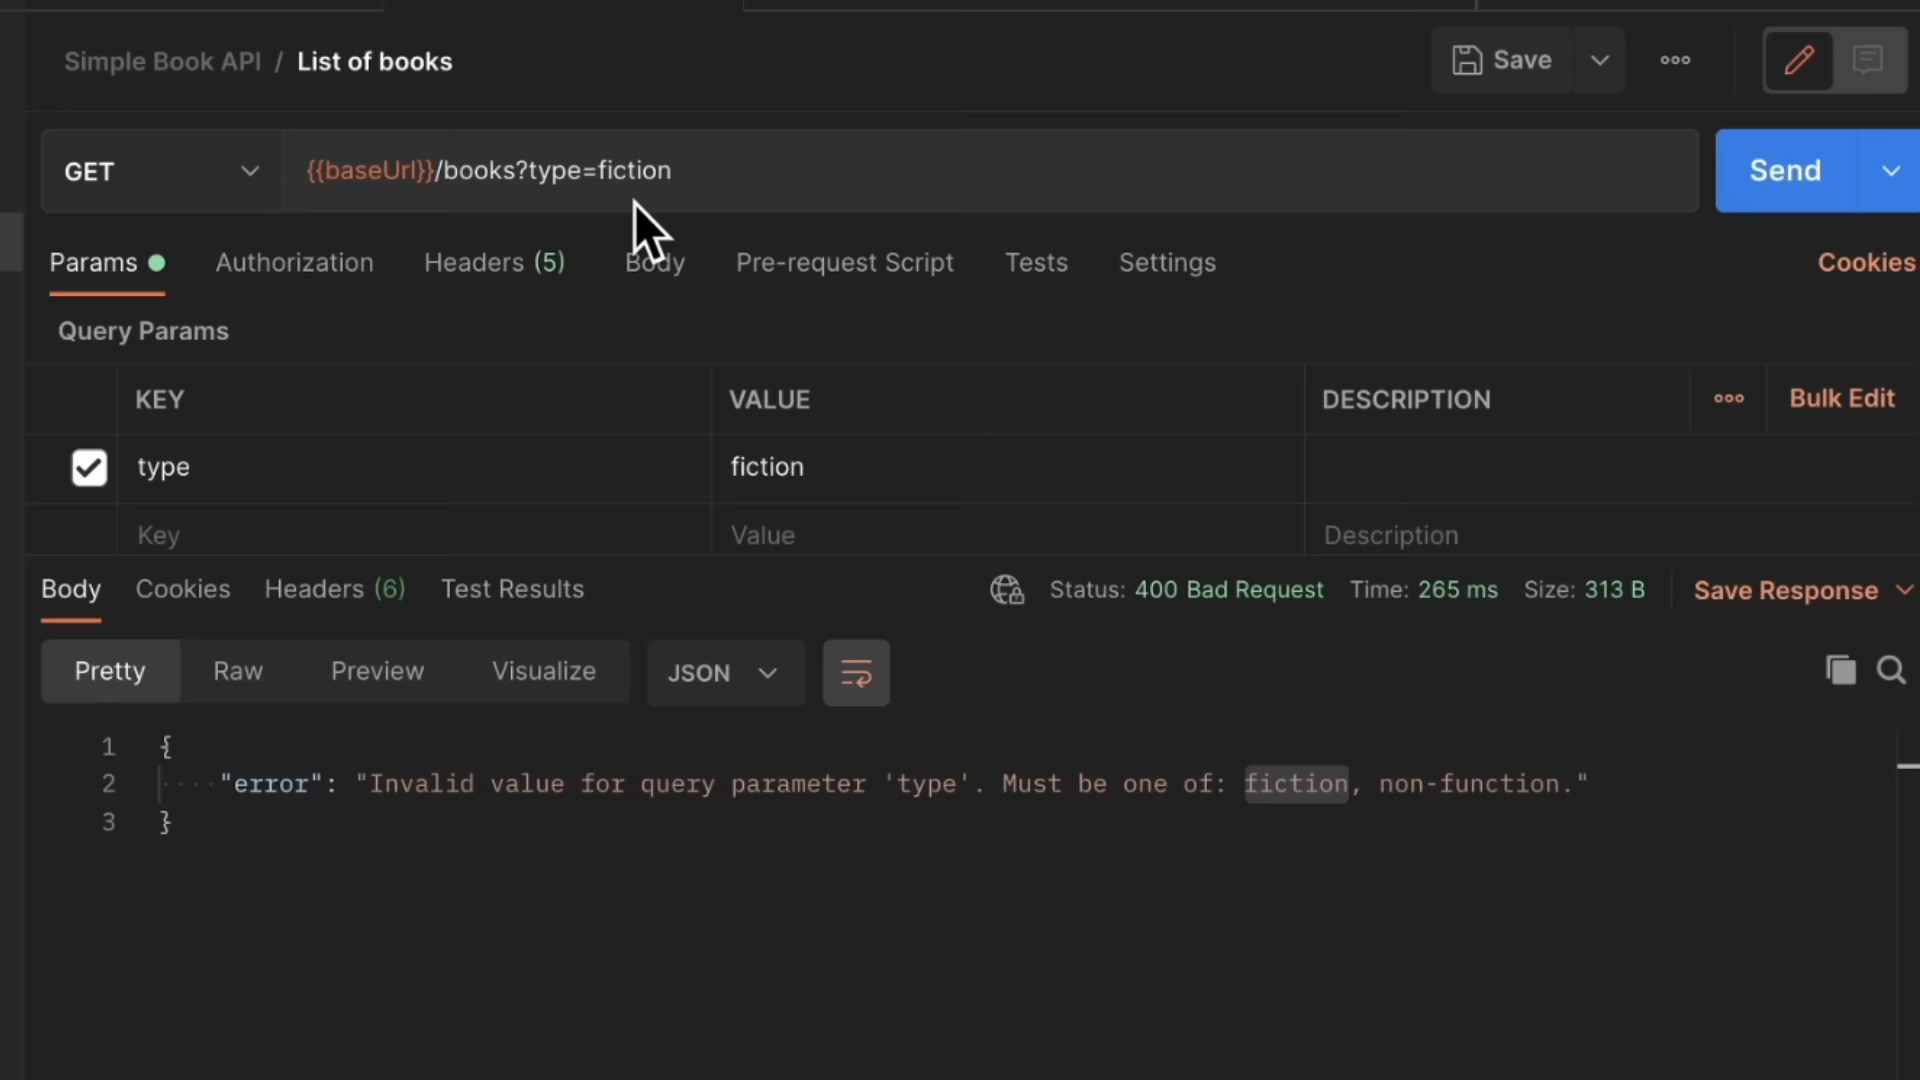 Simple Book API / List of books
Save
GET
{{baseUrl}}/books?type=fiction
Send
Params
Authorization
Headers (5)
Body
Pre-request Script
Tests
Settings
Cookies
Query Params
KEY
VALUE
DESCRIPTION
Bulk Edit
type
fiction
Key
Value
Description
Body
Cookies
Headers (6)
Test Results
Status: 400 Bad Request
Time: 265 ms
Size: 313 B
Save Response
Pretty
Raw
Preview
Visualize
JSON
1 {
2 "error": "Invalid value for query parameter 'type'. Must be one of: fiction, non-function."
3 }